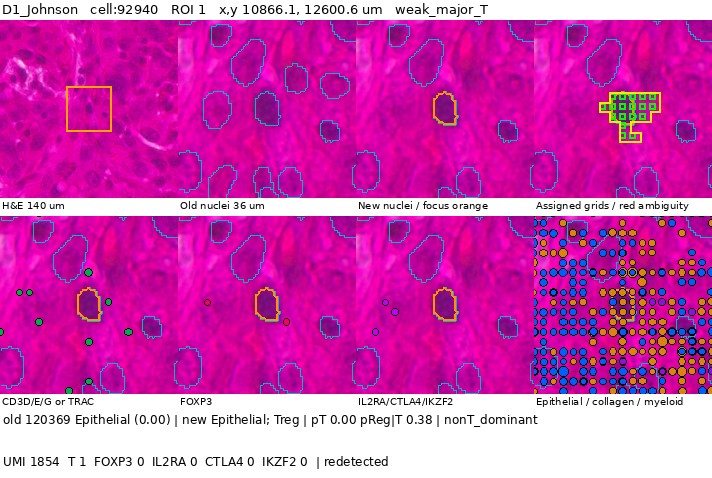 D1_Johnson cell:92940 ROI 1 x,y 10866.1, 12600.6 um weak_major_T
H&E 140 um
Old nuclei 36 um
New nuclei / focus orange
Assigned grids / red ambiguity
CD3D/E/G or TRAC
FOXP3
IL2RA/CTLA4/IKZF2
Epithelial / collagen / myeloid
old 120369 Epithelial (0.00) | new Epithelial; Treg | pT 0.00 pReg|T 0.38 | nonT_dominant
UMI 1854 T 1 FOXP3 0 IL2RA 0 CTLA4 0 IKZF2 0 | redetected